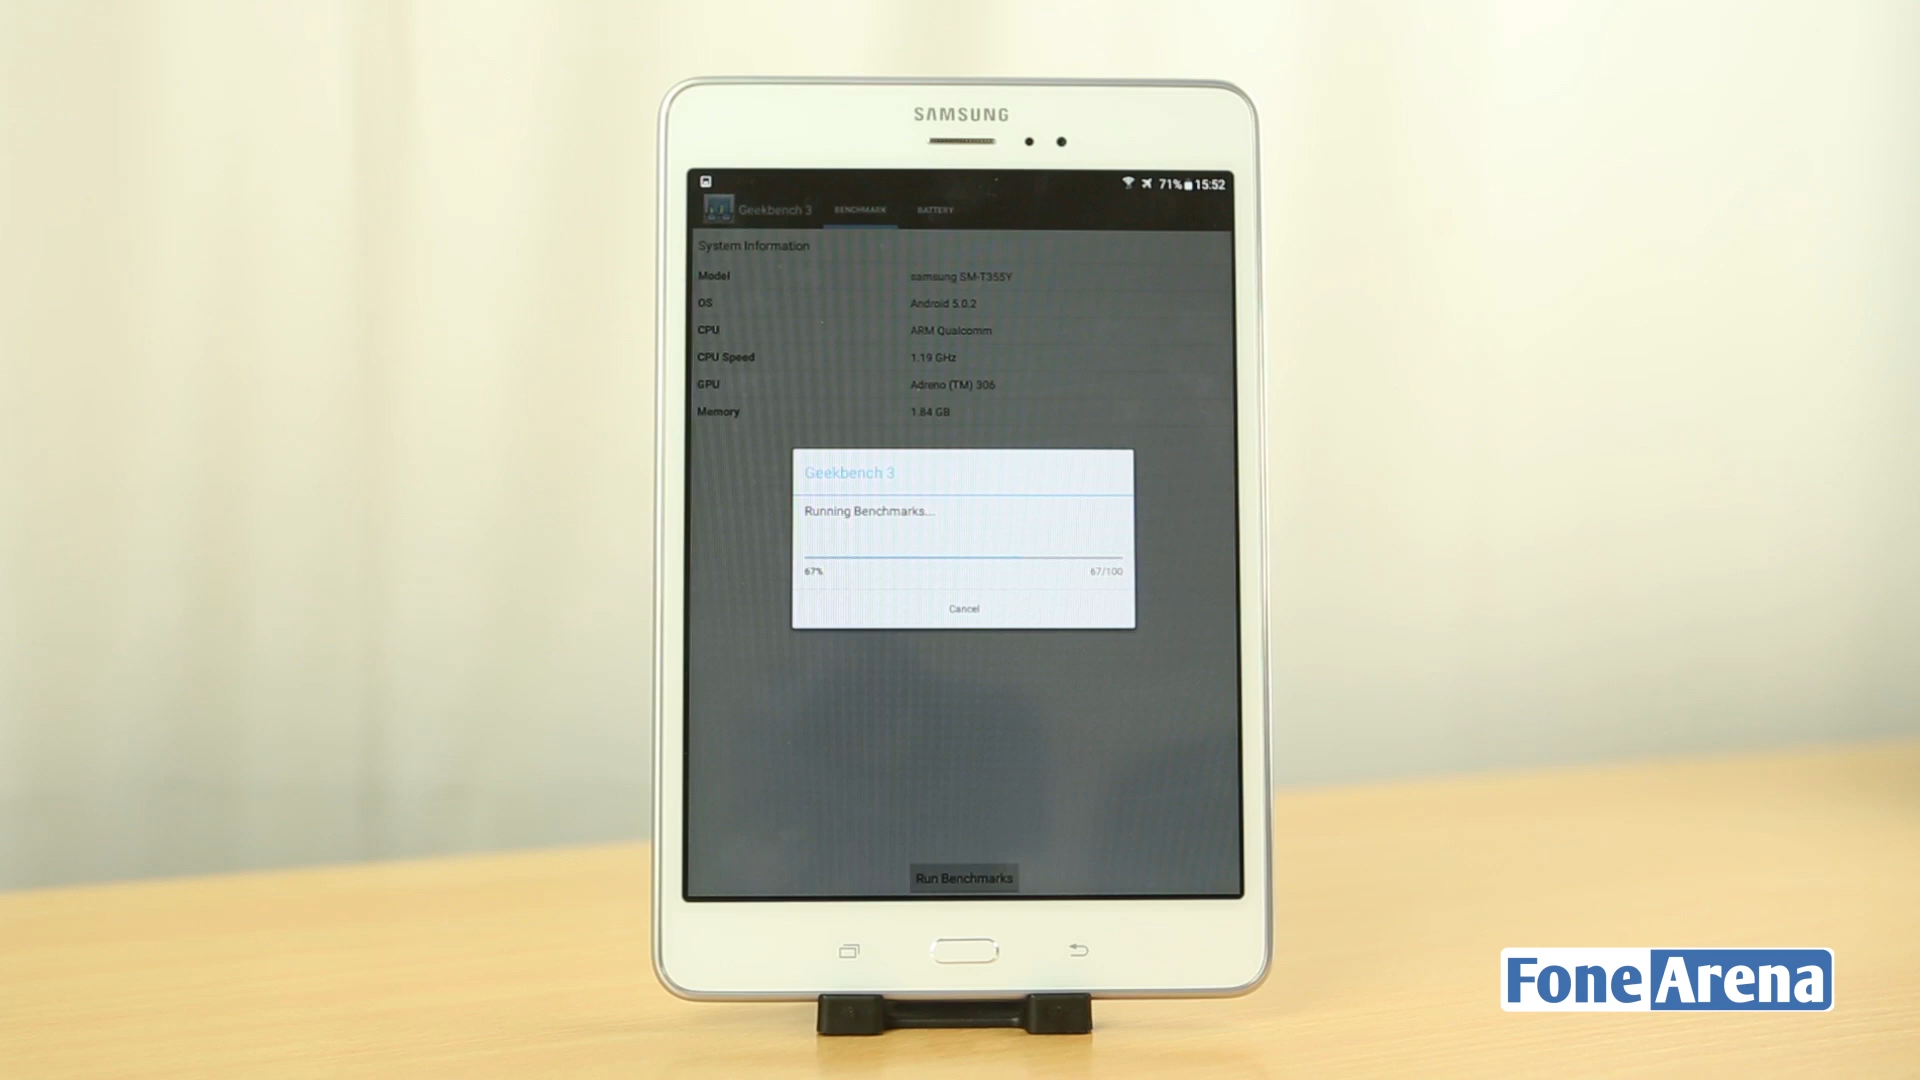 SAMSUNG
71% 15:52
Geekbench 3 BENCHMARK BATTERY
System Information
Model samsung SM-T355Y
OS Android 5.0.2
CPU ARM Qualcomm
CPU Speed 1.19 GHz
GPU Adreno (TM) 306
Memory 1.84 GB
Geekbench 3
Running Benchmarks...
67% 67/100
Cancel
Run Benchmarks
FoneArena